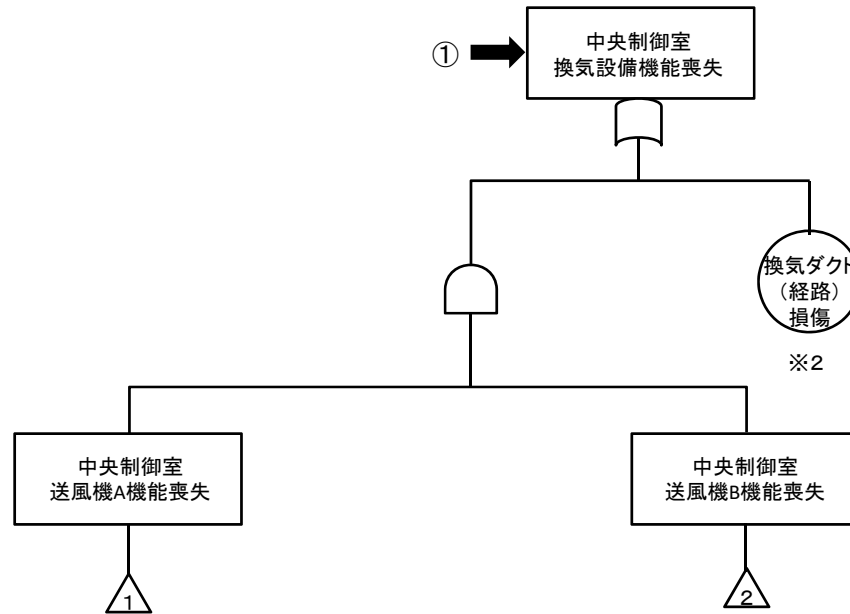 ①
中央制御室
換気設備機能喪失
換気ダクト
（経路）
損傷
※2
中央制御室
送風機A機能喪失
中央制御室
送風機B機能喪失
1
2